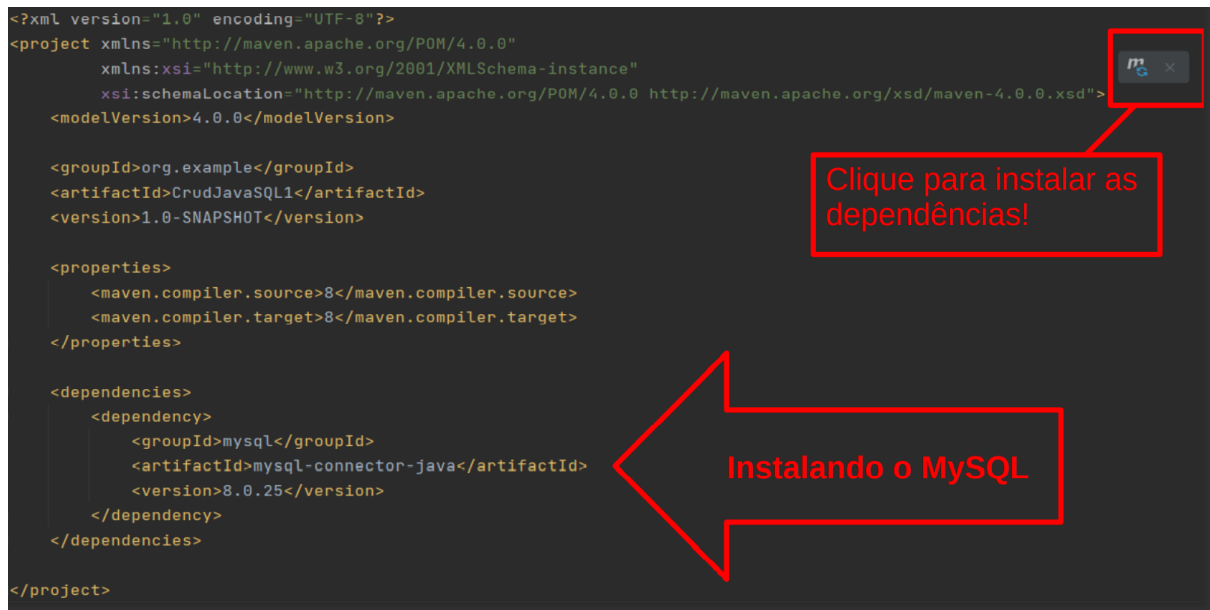 <?xml version="1.0" encoding="UTF-8"?>
<project xmlns="http://maven.apache.org/POM/4.0.0"
xmlns:xsi="http://www.w3.org/2001/XMLSchema-instance"
xsi:schemaLocation="http://maven.apache.org/POM/4.0.0 http://maven.apache.org/xsd/maven-4.0.0.xsd">
<modelVersion>4.0.0</modelVersion>
<groupId>org.example</groupId>
<artifactId>CrudJavaSQL1</artifactId>
<version>1.0-SNAPSHOT</version>
<properties>
<maven.compiler.source>8</maven.compiler.source>
<maven.compiler.target>8</maven.compiler.target>
</properties>
<dependencies>
<dependency>
<groupId>mysql</groupId>
<artifactId>mysql-connector-java</artifactId>
<version>8.0.25</version>
</dependency>
</dependencies>
</project>
m
Clique para instalar as
dependências!
Instalando o MySQL